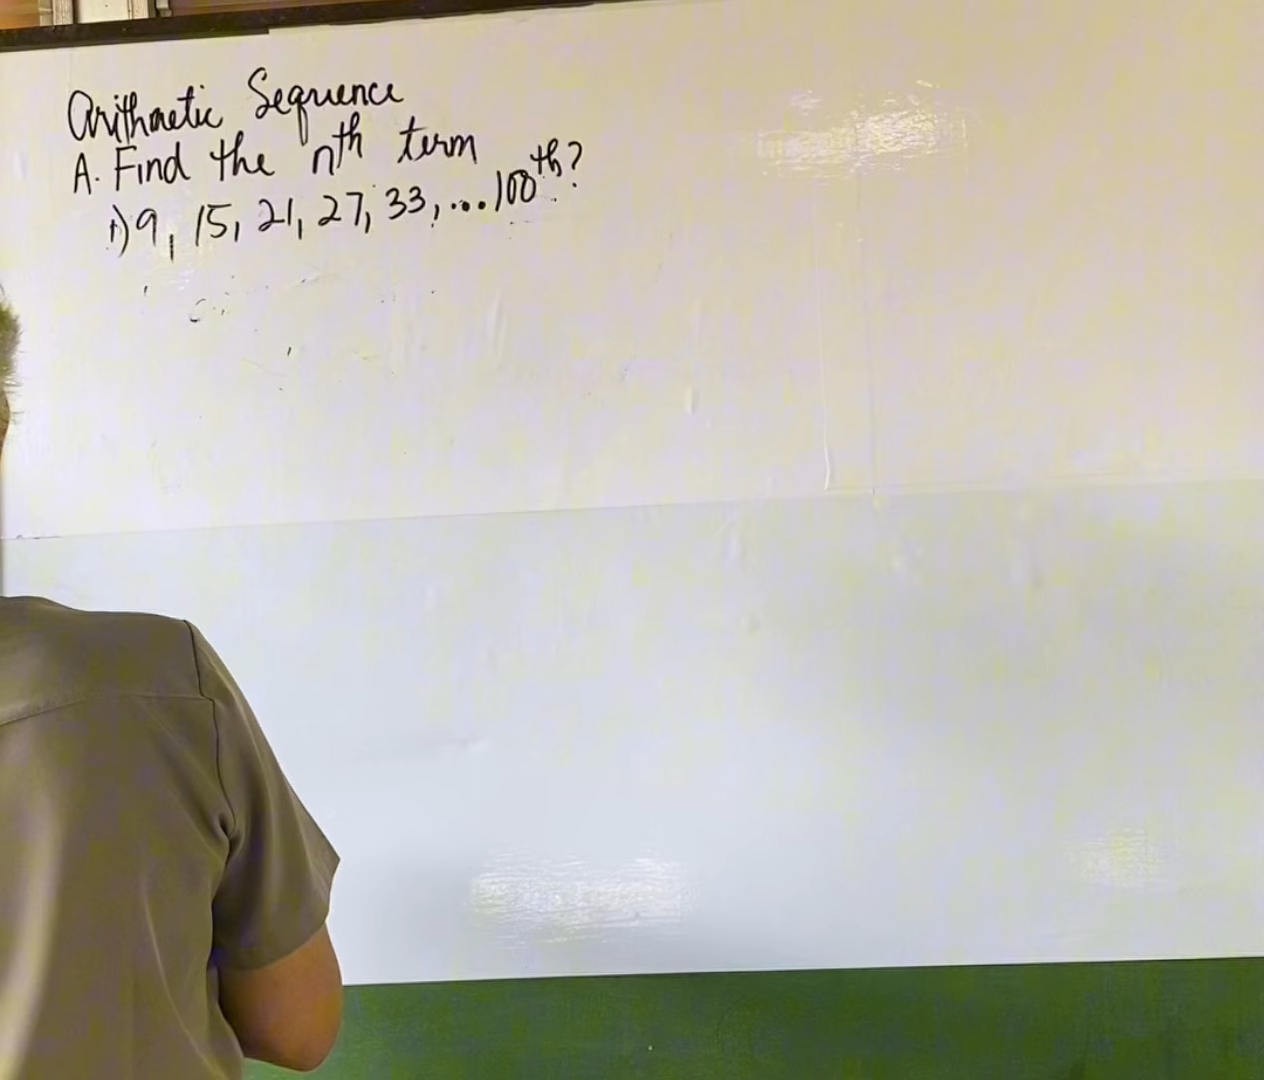 Arithmetic Sequence
A. Find the nth term
1) 9, 15, 21, 27, 33, ... 100th?